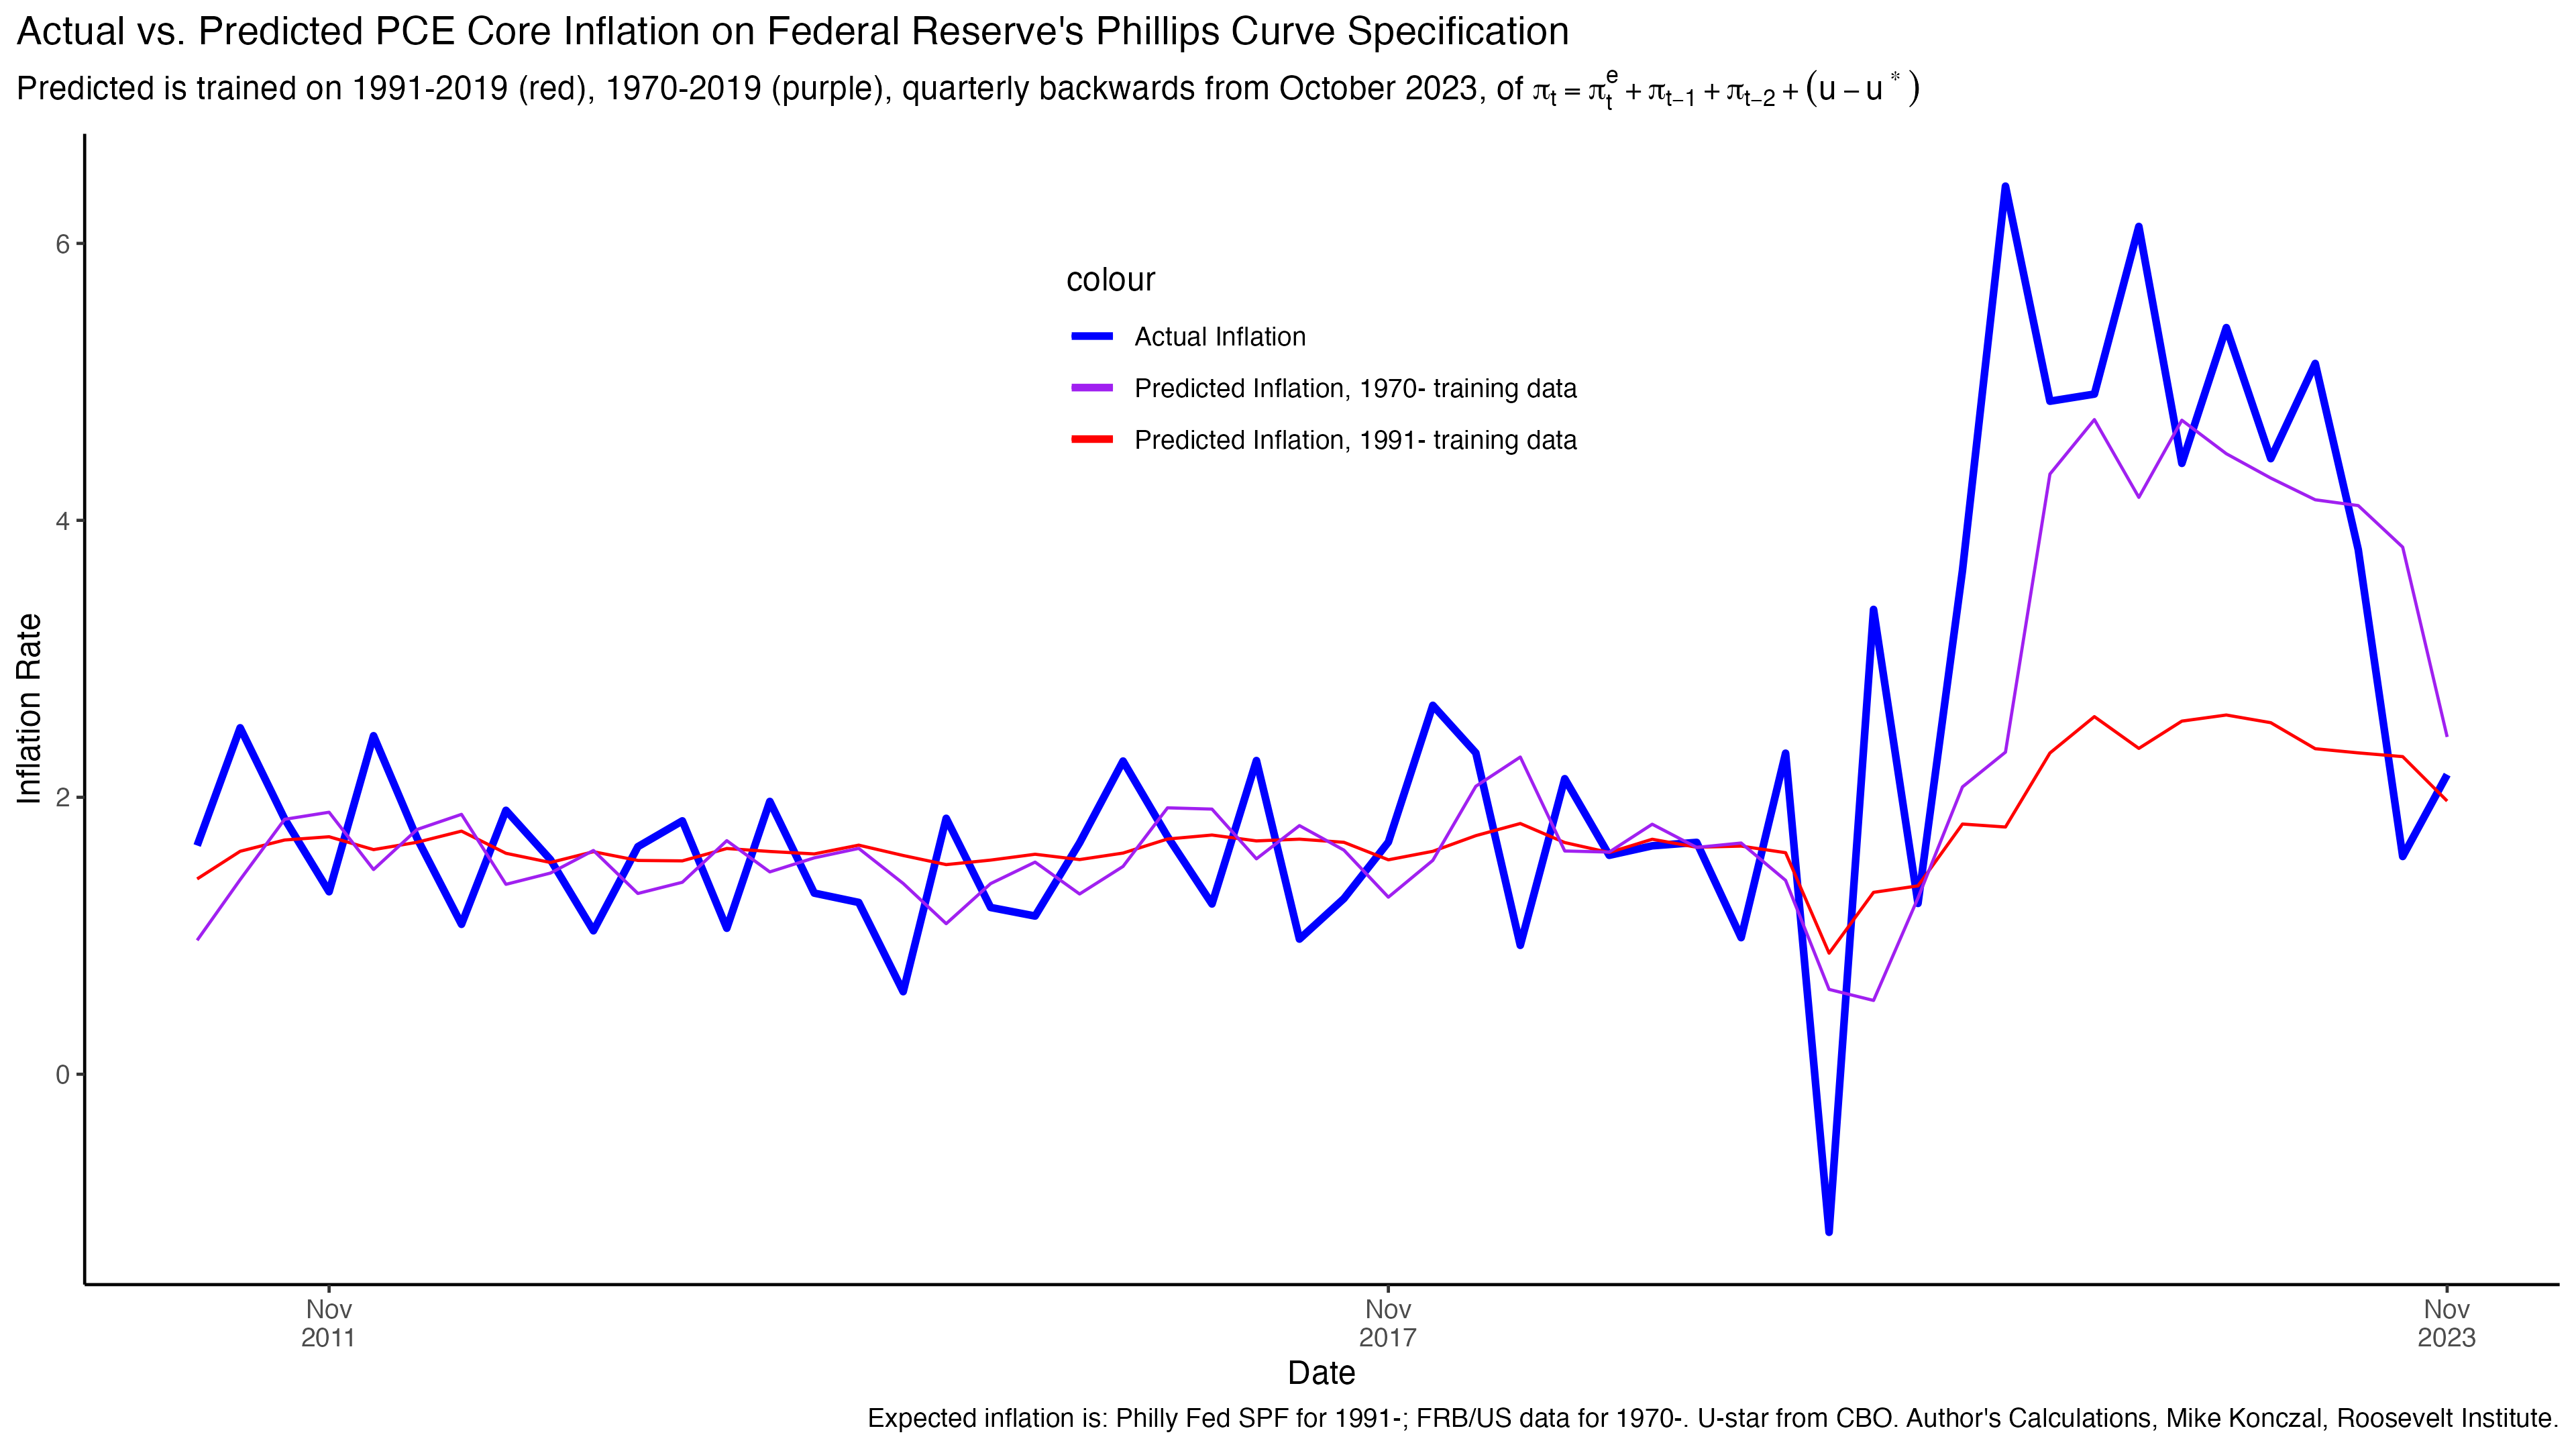 Actual vs. Predicted PCE Core Inflation on Federal Reserve's Phillips Curve Specification
Predicted is trained on 1991-2019 (red), 1970-2019 (purple), quarterly backwards from October 2023, of π_t = π_t^e + π_t−1 + π_t−2 + (u − u*)
Inflation Rate
6
4
2
0
colour
Actual Inflation
Predicted Inflation, 1970- training data
Predicted Inflation, 1991- training data
Nov
2011
Nov
2017
Nov
2023
Date
Expected inflation is: Philly Fed SPF for 1991-; FRB/US data for 1970-. U-star from CBO. Author's Calculations, Mike Konczal, Roosevelt Institute.